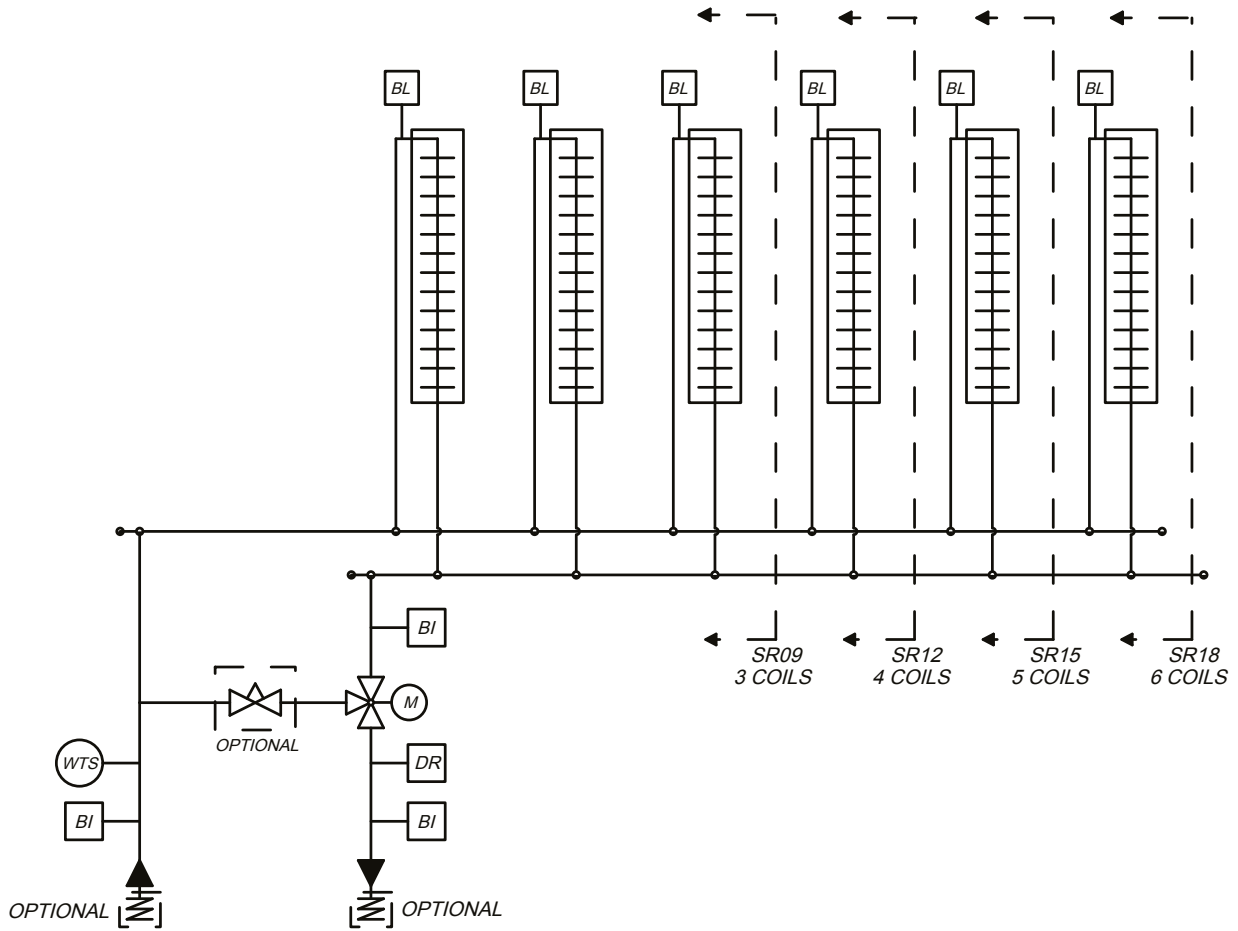 BL
BL
BL
BL
BL
BL
BI
SR09
3 COILS
SR12
4 COILS
SR15
5 COILS
SR18
6 COILS
M
OPTIONAL
WTS
DR
BI
BI
OPTIONAL
OPTIONAL